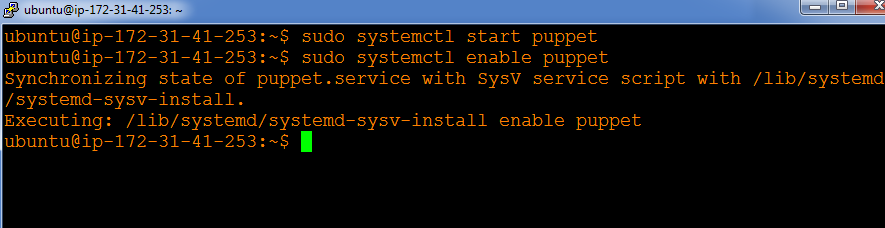 ubuntu@ip-172-31-41-253: ~
ubuntu@ip-172-31-41-253:~$ sudo systemctl start puppet
ubuntu@ip-172-31-41-253:~$ sudo systemctl enable puppet
Synchronizing state of puppet.service with SysV service script with /lib/systemd
/systemd-sysv-install.
Executing: /lib/systemd/systemd-sysv-install enable puppet
ubuntu@ip-172-31-41-253:~$